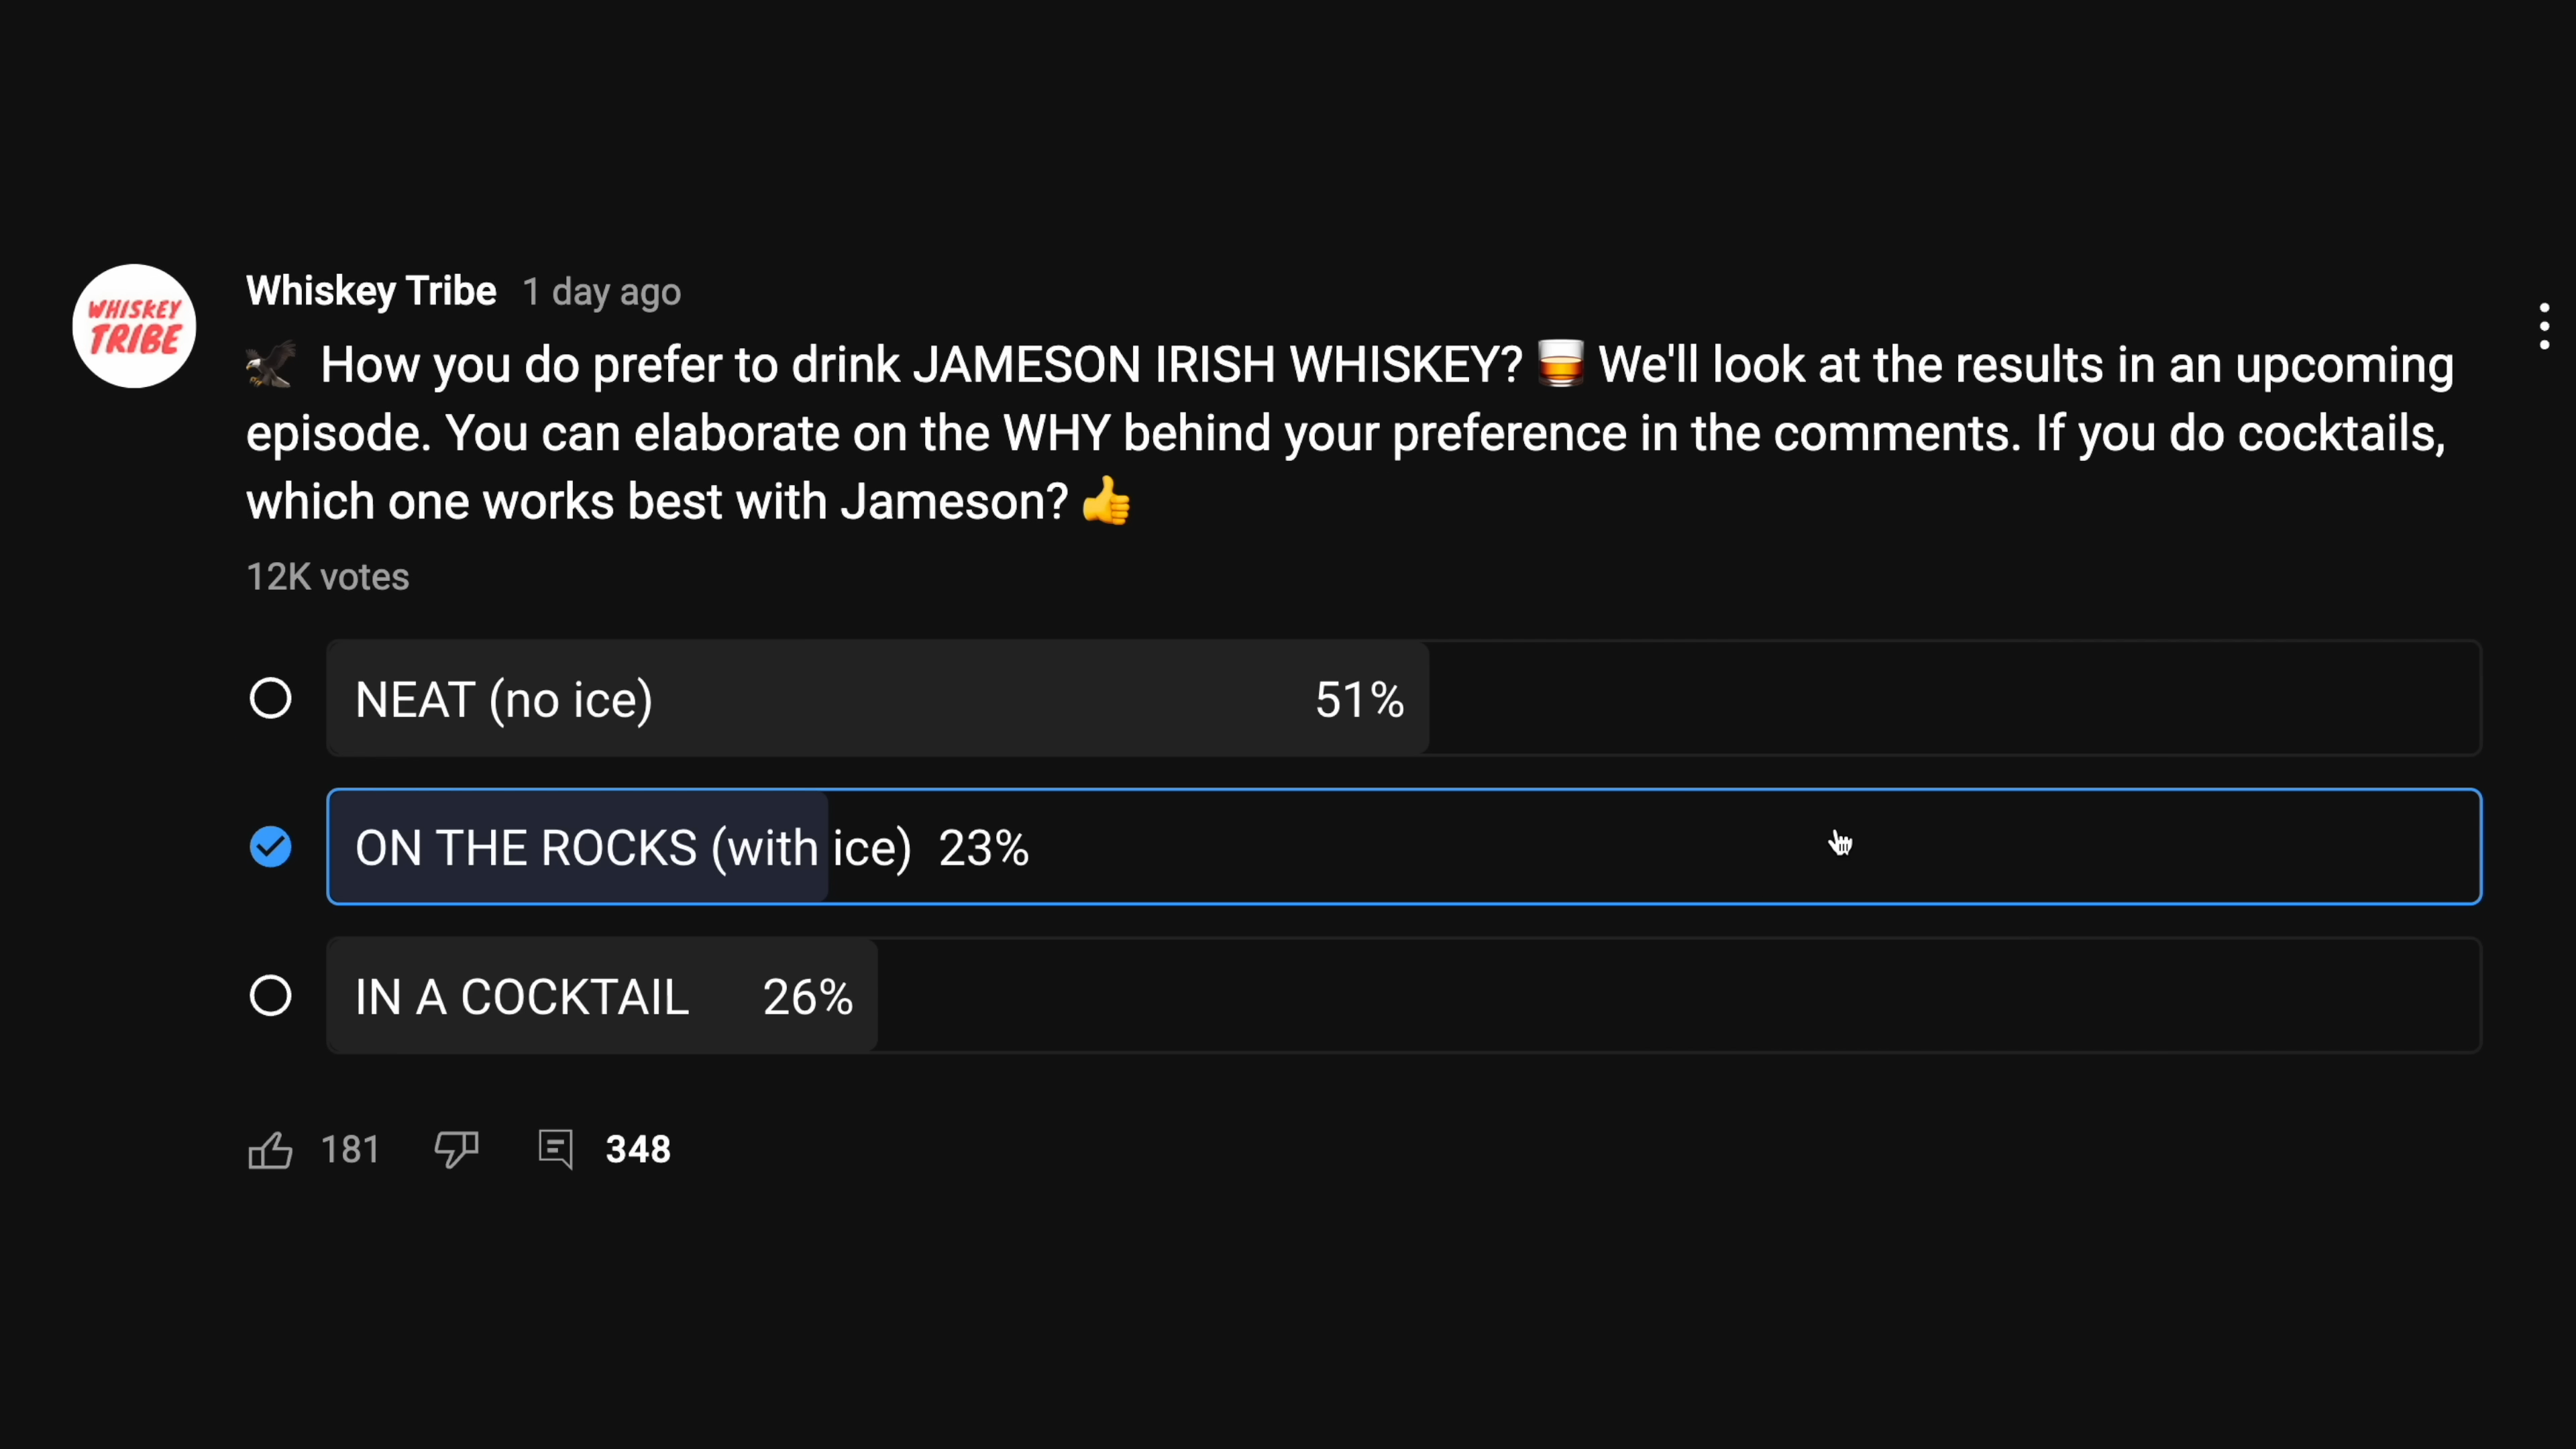 WHISKEY
TRIBE
Whiskey Tribe 1 day ago
🦅 How you do prefer to drink JAMESON IRISH WHISKEY? 🥃 We'll look at the results in an upcoming
episode. You can elaborate on the WHY behind your preference in the comments. If you do cocktails,
which one works best with Jameson? 👍
12K votes
NEAT (no ice) 51%
ON THE ROCKS (with ice) 23%
IN A COCKTAIL 26%
181 348